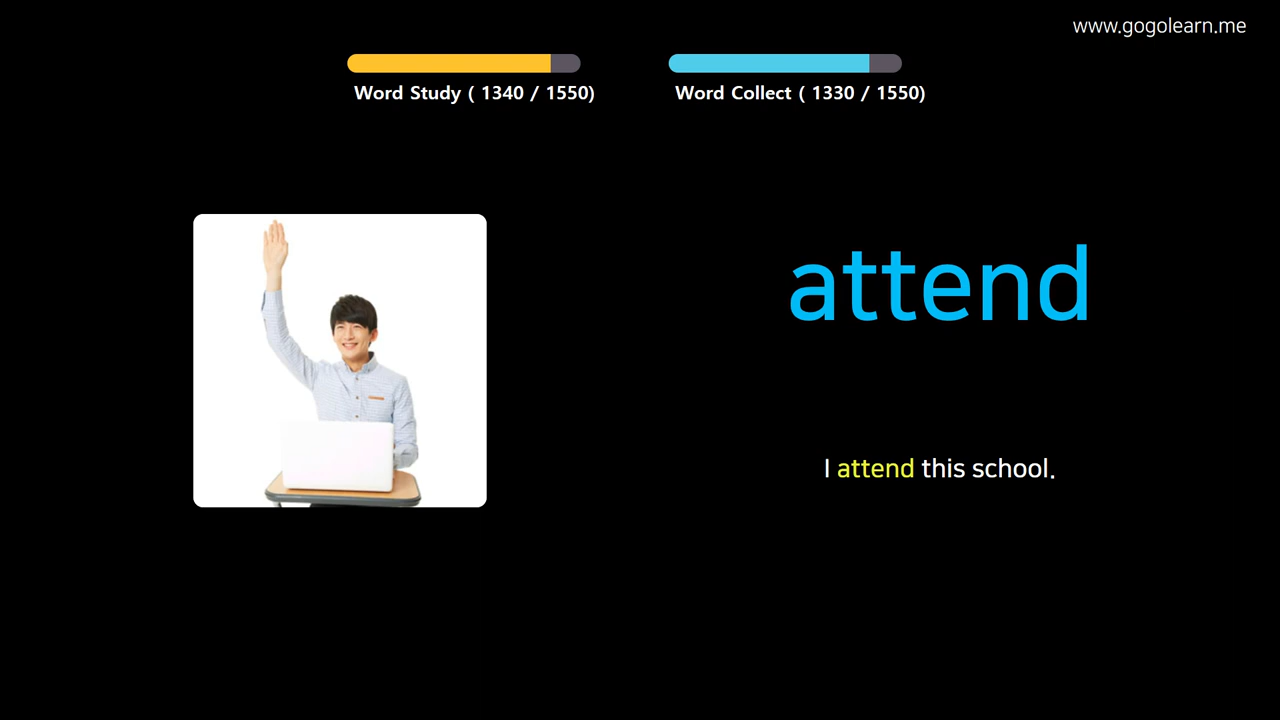 www.gogolearn.me
Word Study ( 1340 / 1550)
Word Collect ( 1330 / 1550)
attend
I attend this school.